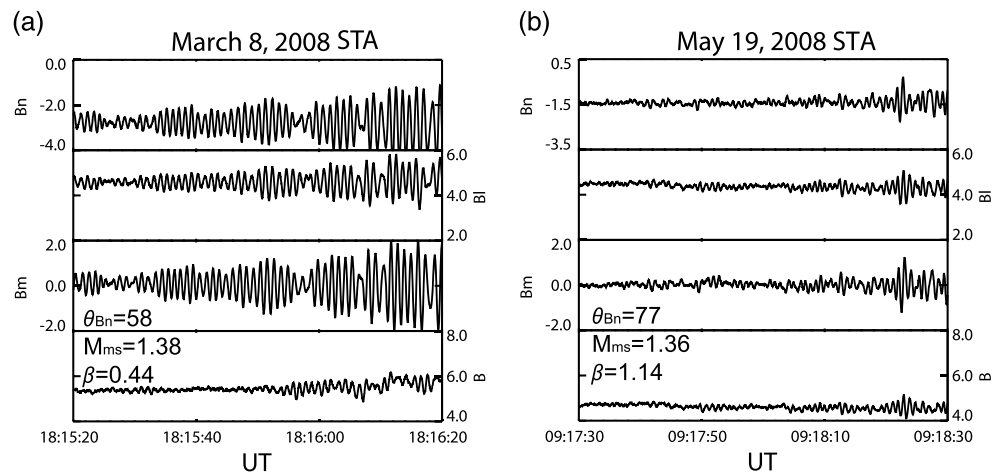 (a)
March 8, 2008 STA
0.0
-2.0
-4.0
Bn
6.0
4.0
2.0
Bl
2.0
0.0
-2.0
Bm
θBn=58
Mms=1.38
β=0.44
8.0
6.0
4.0
B
18:15:20 18:15:40 18:16:00 18:16:20
UT
(b)
May 19, 2008 STA
0.5
-1.5
-3.5
Bn
6.0
4.0
2.0
Bl
2.0
0.0
-2.0
Bm
θBn=77
Mms=1.36
β=1.14
8.0
6.0
4.0
B
09:17:30 09:17:50 09:18:10 09:18:30
UT